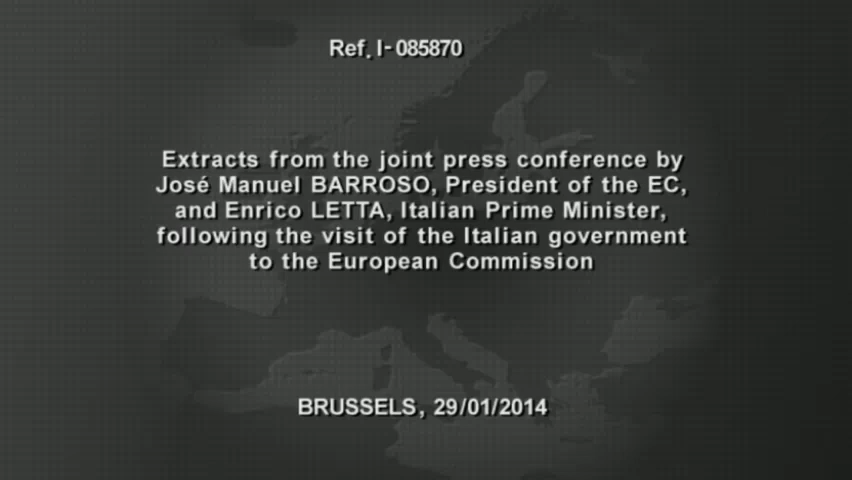 Ref. I-085870
Extracts from the joint press conference by
José Manuel BARROSO, President of the EC,
and Enrico LETTA, Italian Prime Minister,
following the visit of the Italian government
to the European Commission
BRUSSELS, 29/01/2014